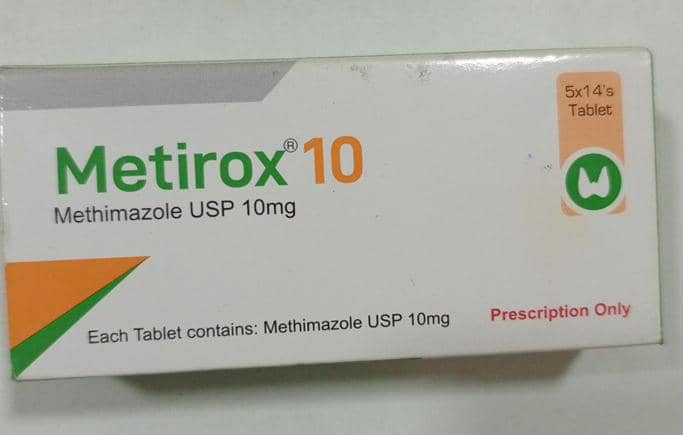 5x14's
Tablet
Metirox® 10
Methimazole USP 10mg
Each Tablet contains: Methimazole USP 10mg
Prescription Only